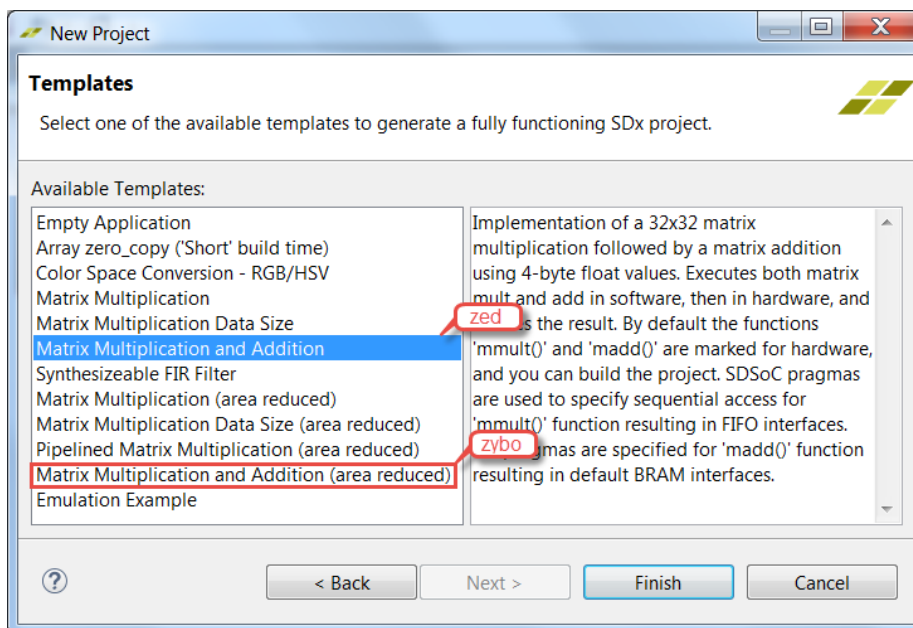 New Project
Templates
Select one of the available templates to generate a fully functioning SDx project.
Available Templates:
Empty Application
Array zero_copy ('Short' build time)
Color Space Conversion - RGB/HSV
Matrix Multiplication
Matrix Multiplication Data Size
Matrix Multiplication and Addition
Synthesizeable FIR Filter
Matrix Multiplication (area reduced)
Matrix Multiplication Data Size (area reduced)
Pipelined Matrix Multiplication (area reduced)
Matrix Multiplication and Addition (area reduced)
Emulation Example
zed
zybo
Implementation of a 32x32 matrix
multiplication followed by a matrix addition
using 4-byte float values. Executes both matrix
mult and add in software, then in hardware, and
the result. By default the functions
'mmult()' and 'madd()' are marked for hardware,
and you can build the project. SDSoC pragmas
are used to specify sequential access for
'mmult()' function resulting in FIFO interfaces.
are specified for 'madd()' function
resulting in default BRAM interfaces.
?
< Back
Next >
Finish
Cancel